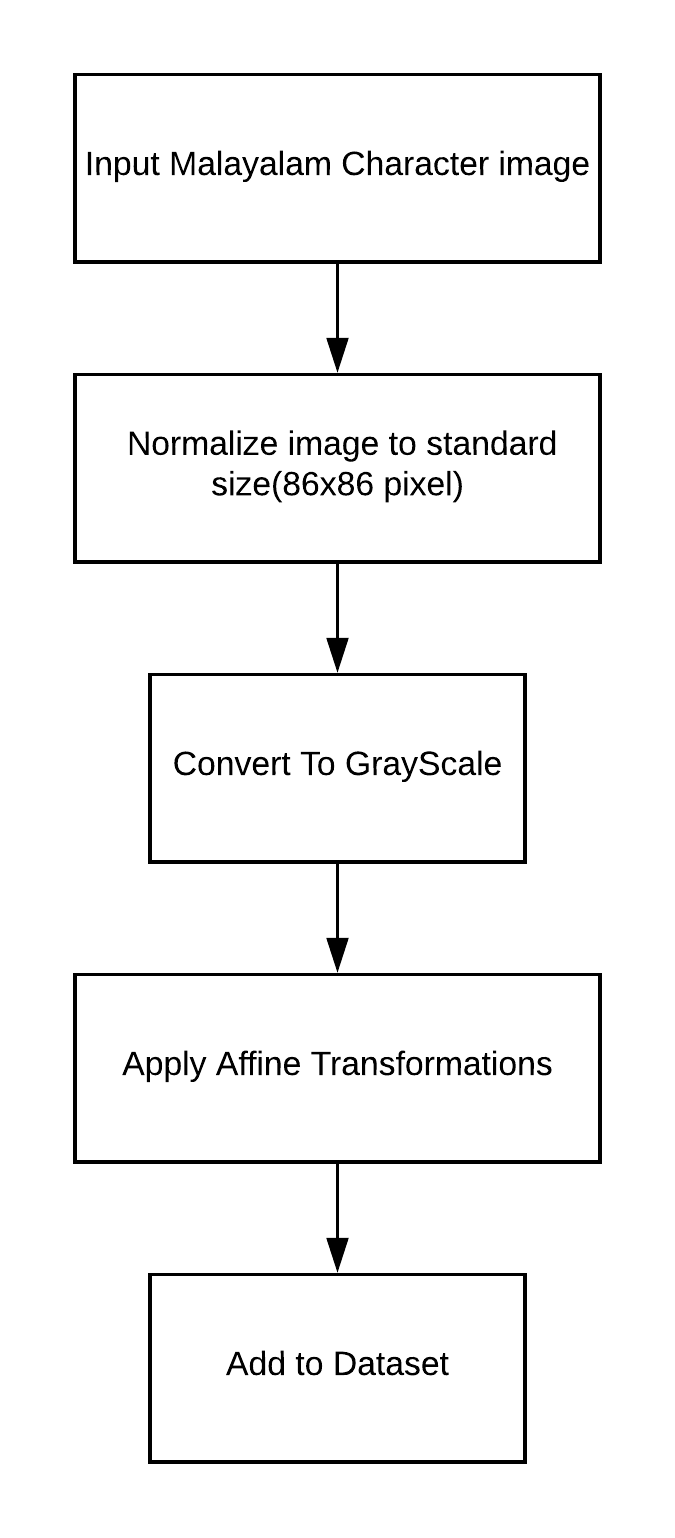 Input Malayalam Character image
Normalize image to standard
size(86x86 pixel)
Convert To GrayScale
Apply Affine Transformations
Add to Dataset